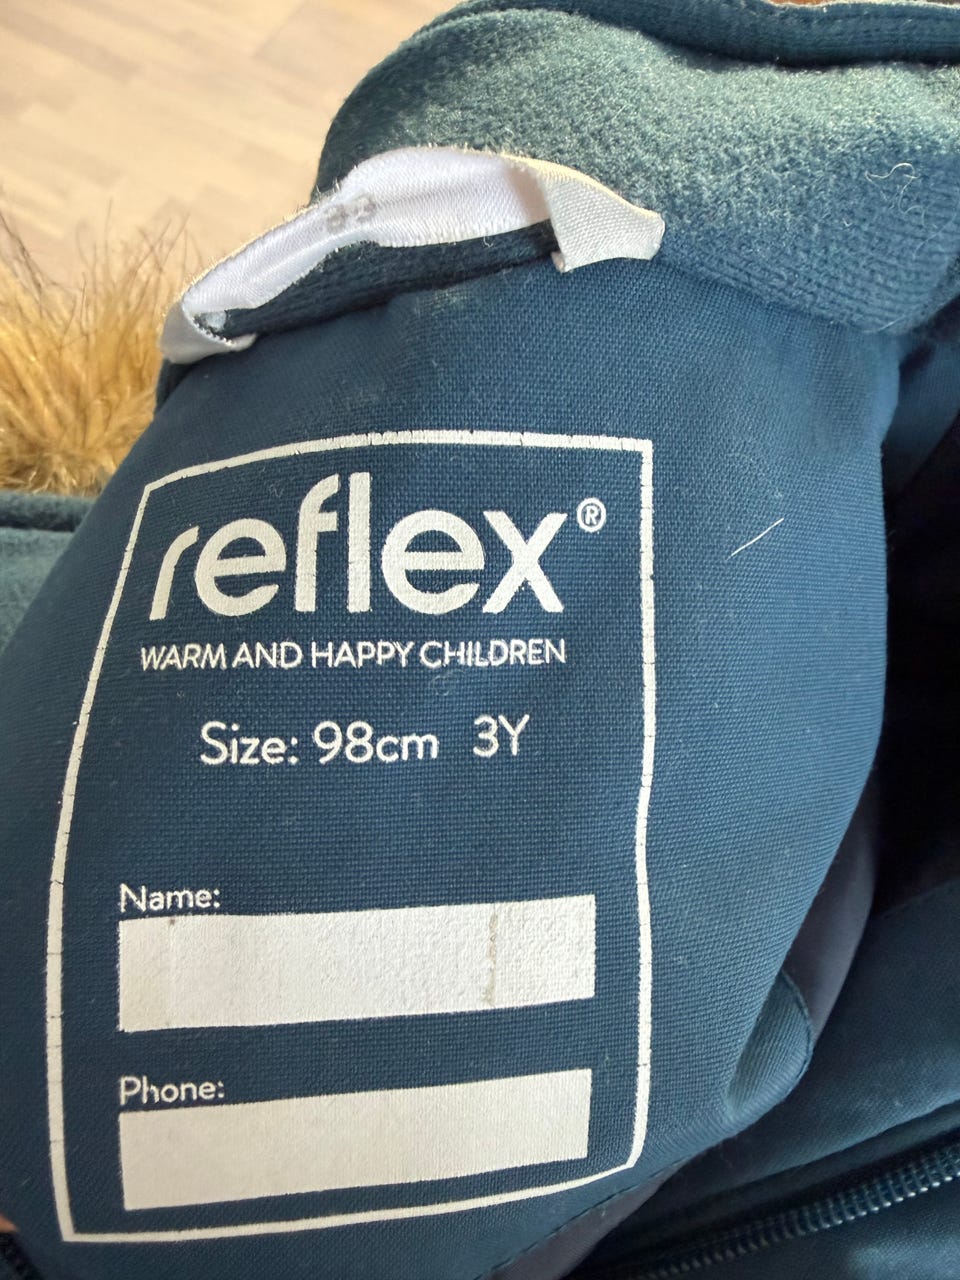 reflex®
WARM AND HAPPY CHILDREN
Size: 98cm 3Y
Name:
Phone: